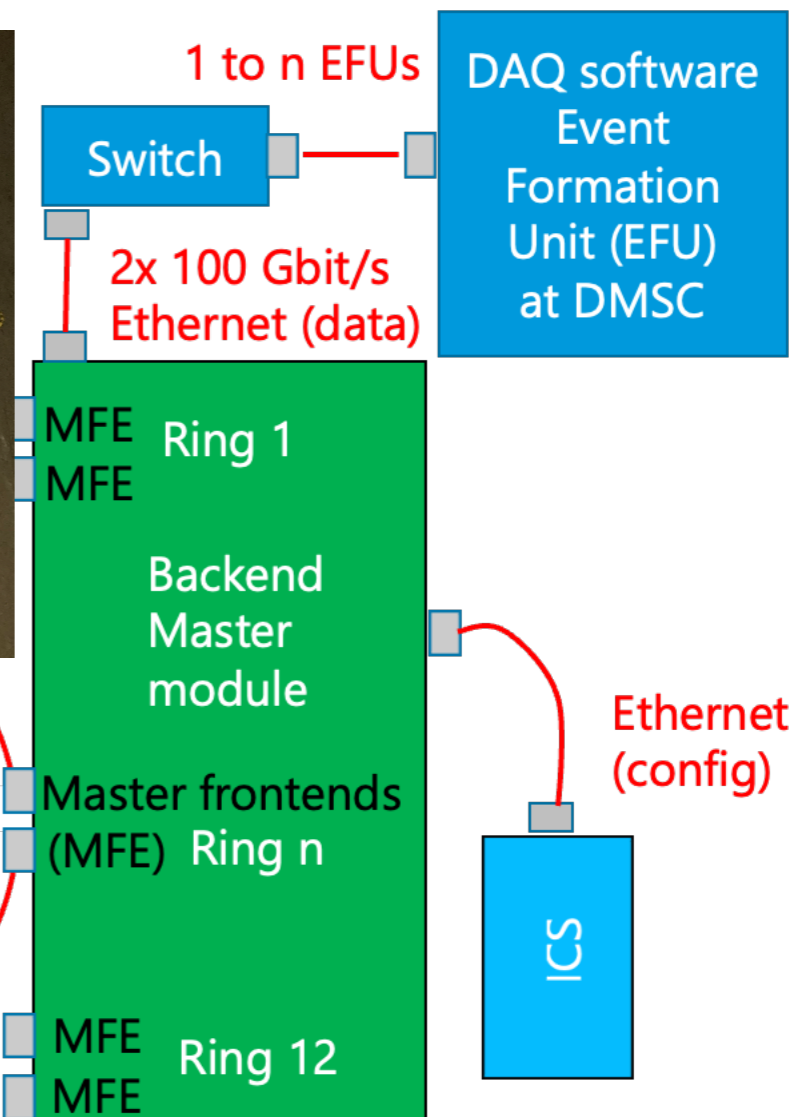 1 to n EFUs
DAQ software
Event
Formation
Unit (EFU)
at DMSC
Switch
2x 100 Gbit/s
Ethernet (data)
MFE
Ring 1
MFE
Backend
Master
module
Ethernet
(config)
Master frontends
(MFE) Ring n
ICS
MFE
Ring 12
MFE